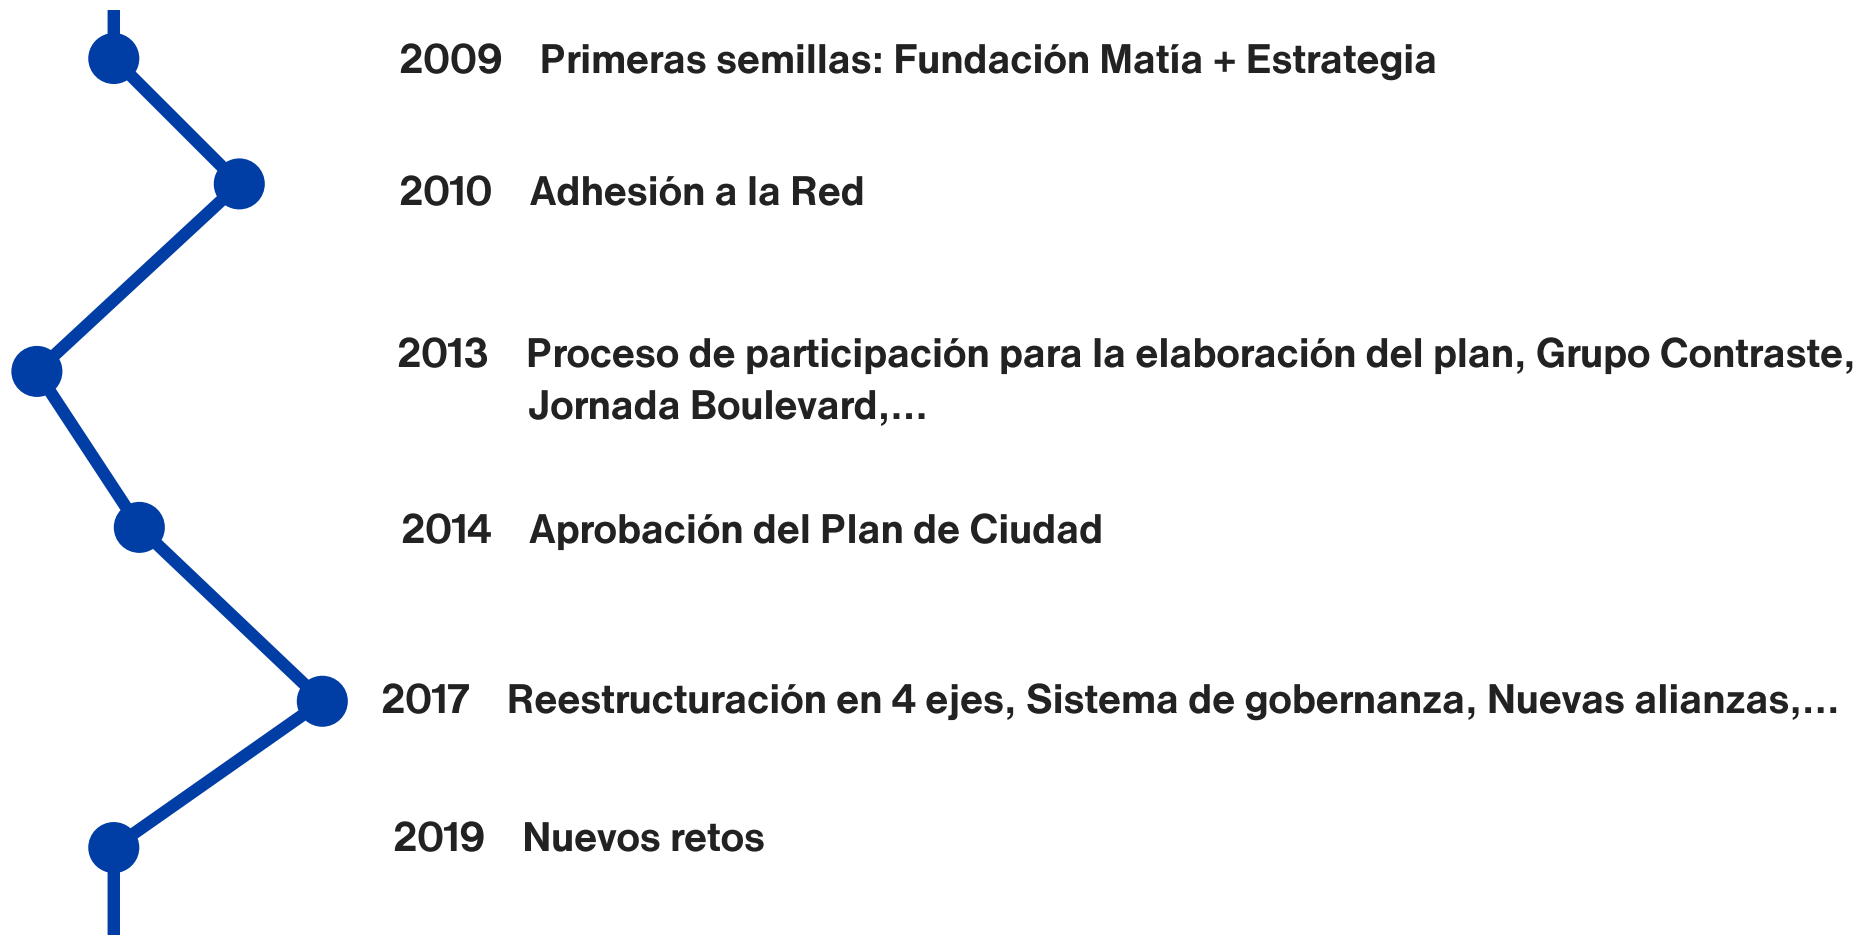 2009 Primeras semillas: Fundación Matía + Estrategia
2010 Adhesión a la Red
2013 Proceso de participación para la elaboración del plan, Grupo Contraste,
Jornada Boulevard,...
2014 Aprobación del Plan de Ciudad
2017 Reestructuración en 4 ejes, Sistema de gobernanza, Nuevas alianzas,...
2019 Nuevos retos